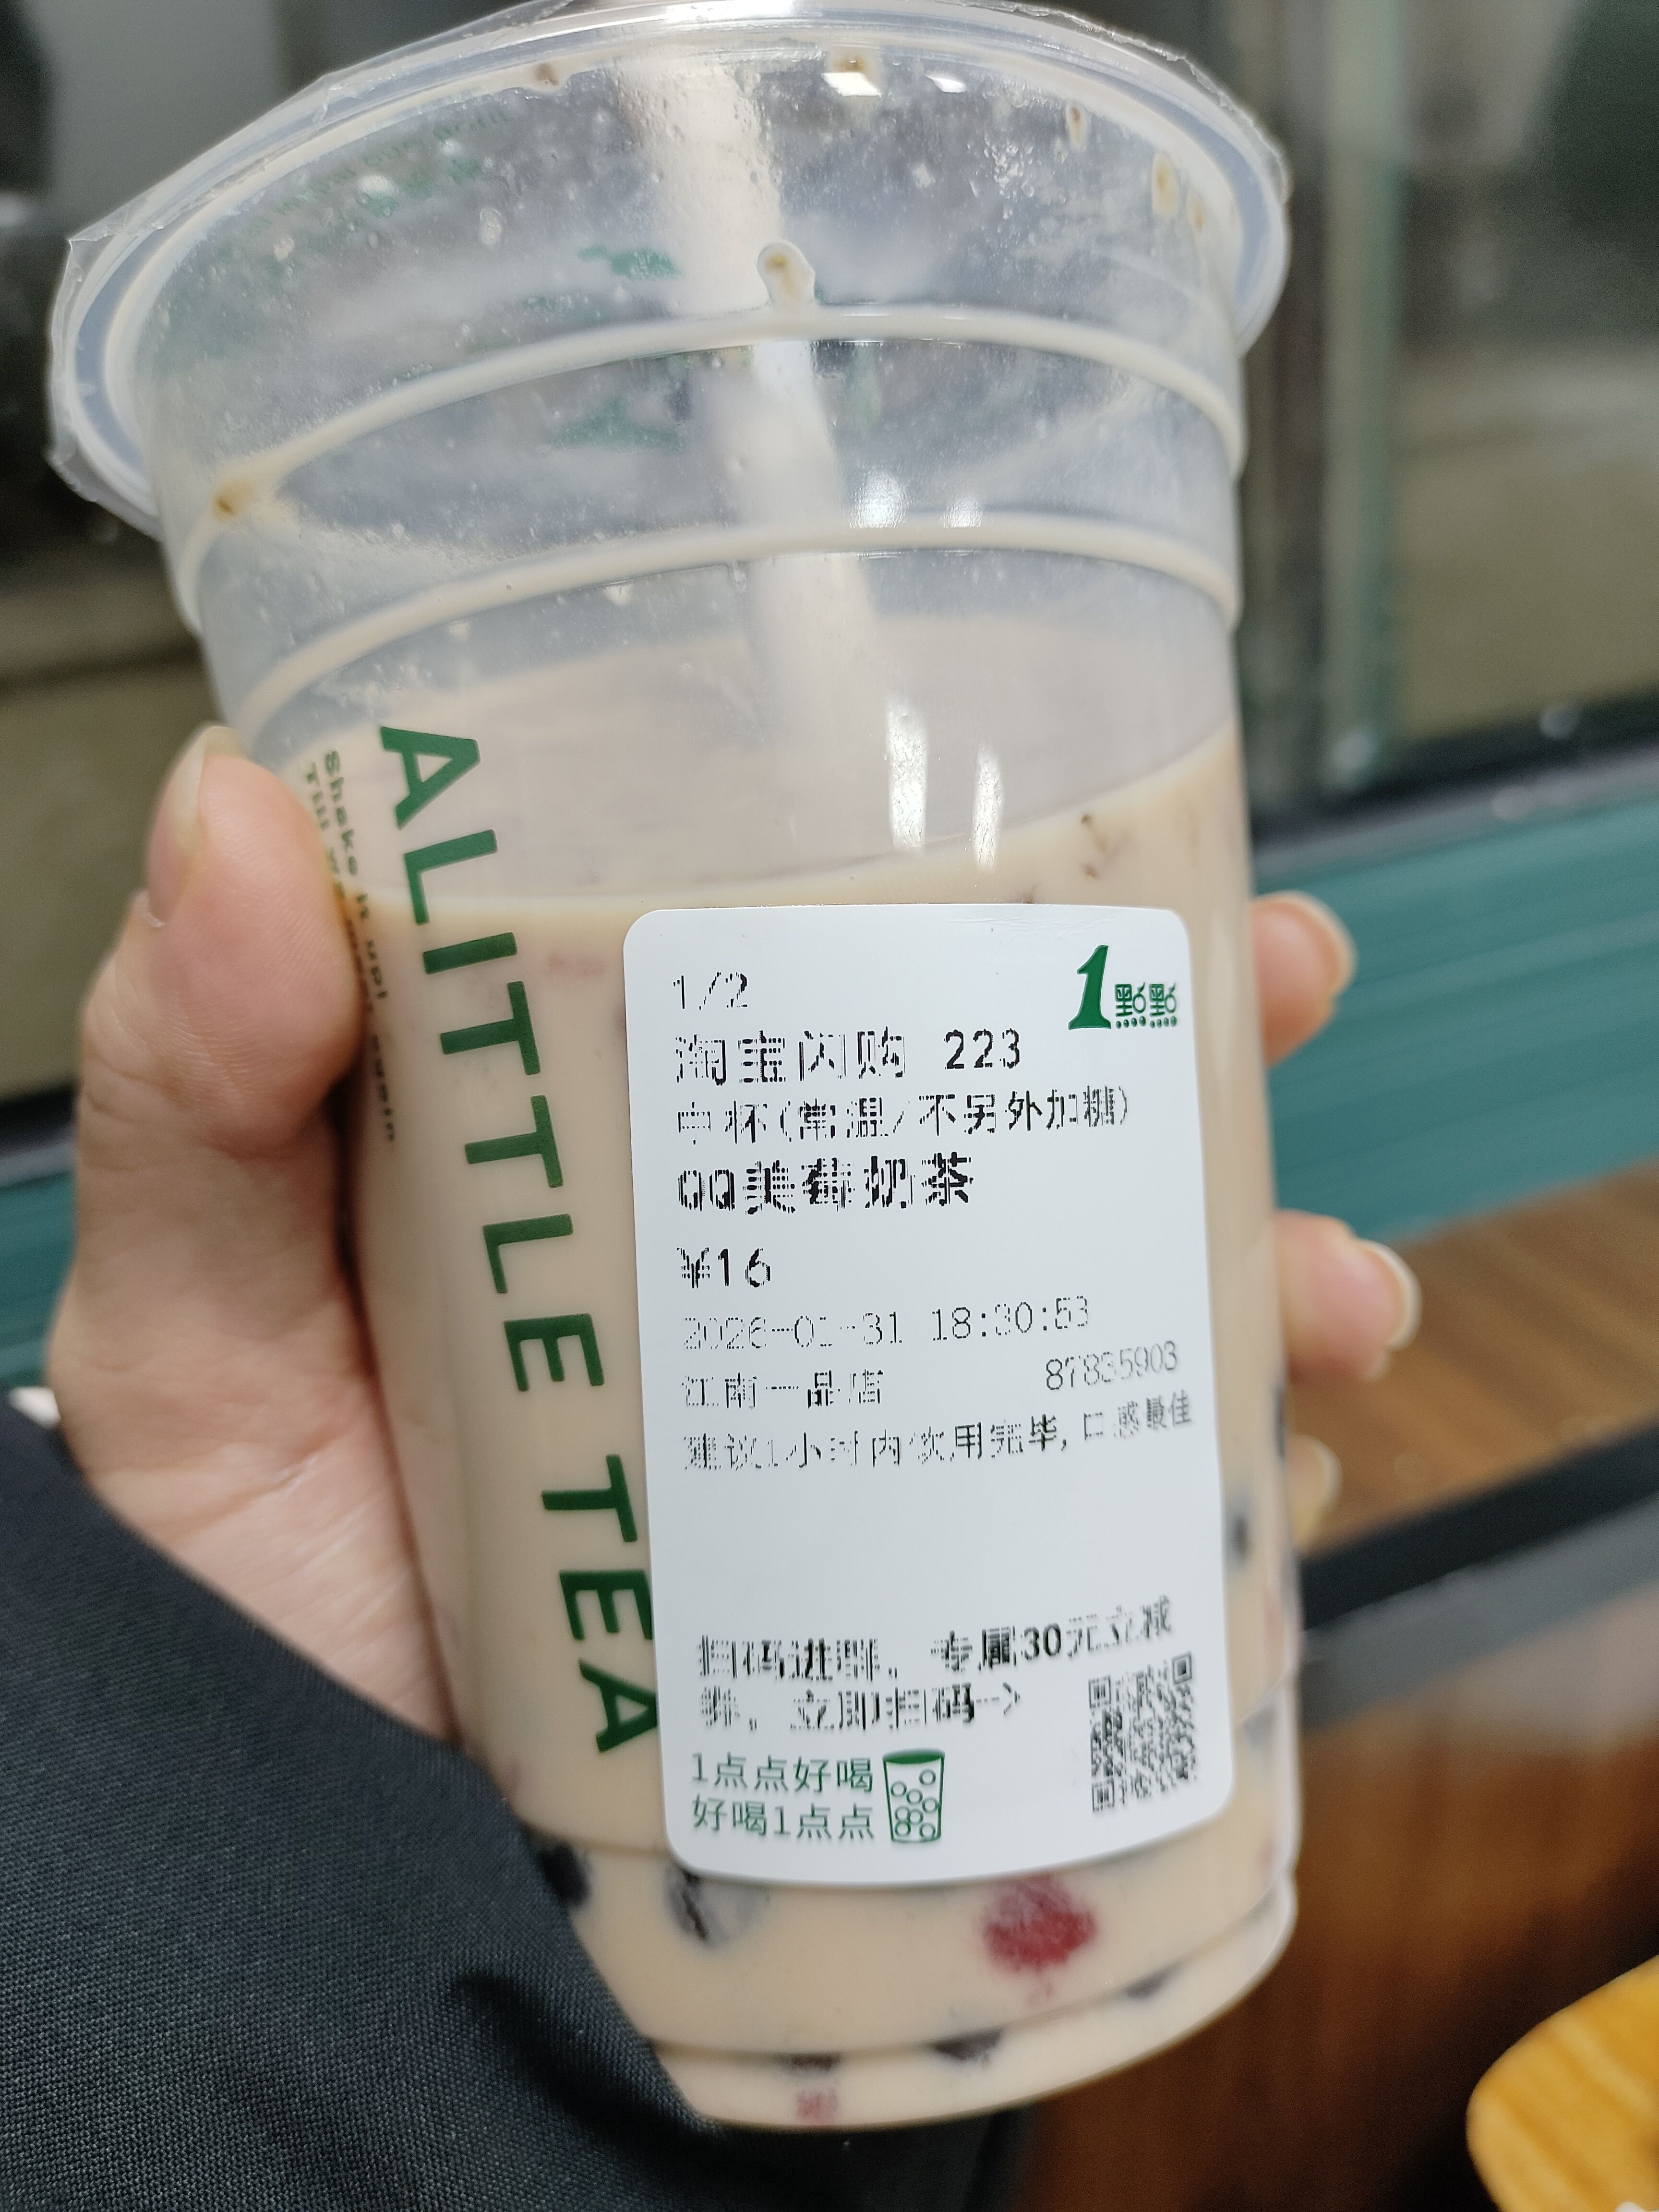 ALITTLE TEA
Shake it up!
1點點
1/2
淘宝闪购 223
中杯(常温/不另外加糖)
QQ美莓奶茶
¥16
2026-01-31 18:30:53
江南一品店 87835903
建议1小时内饮用完毕,口感最佳
扫码进群，专属30元立减
券，立即扫码->
1点点好喝
好喝1点点